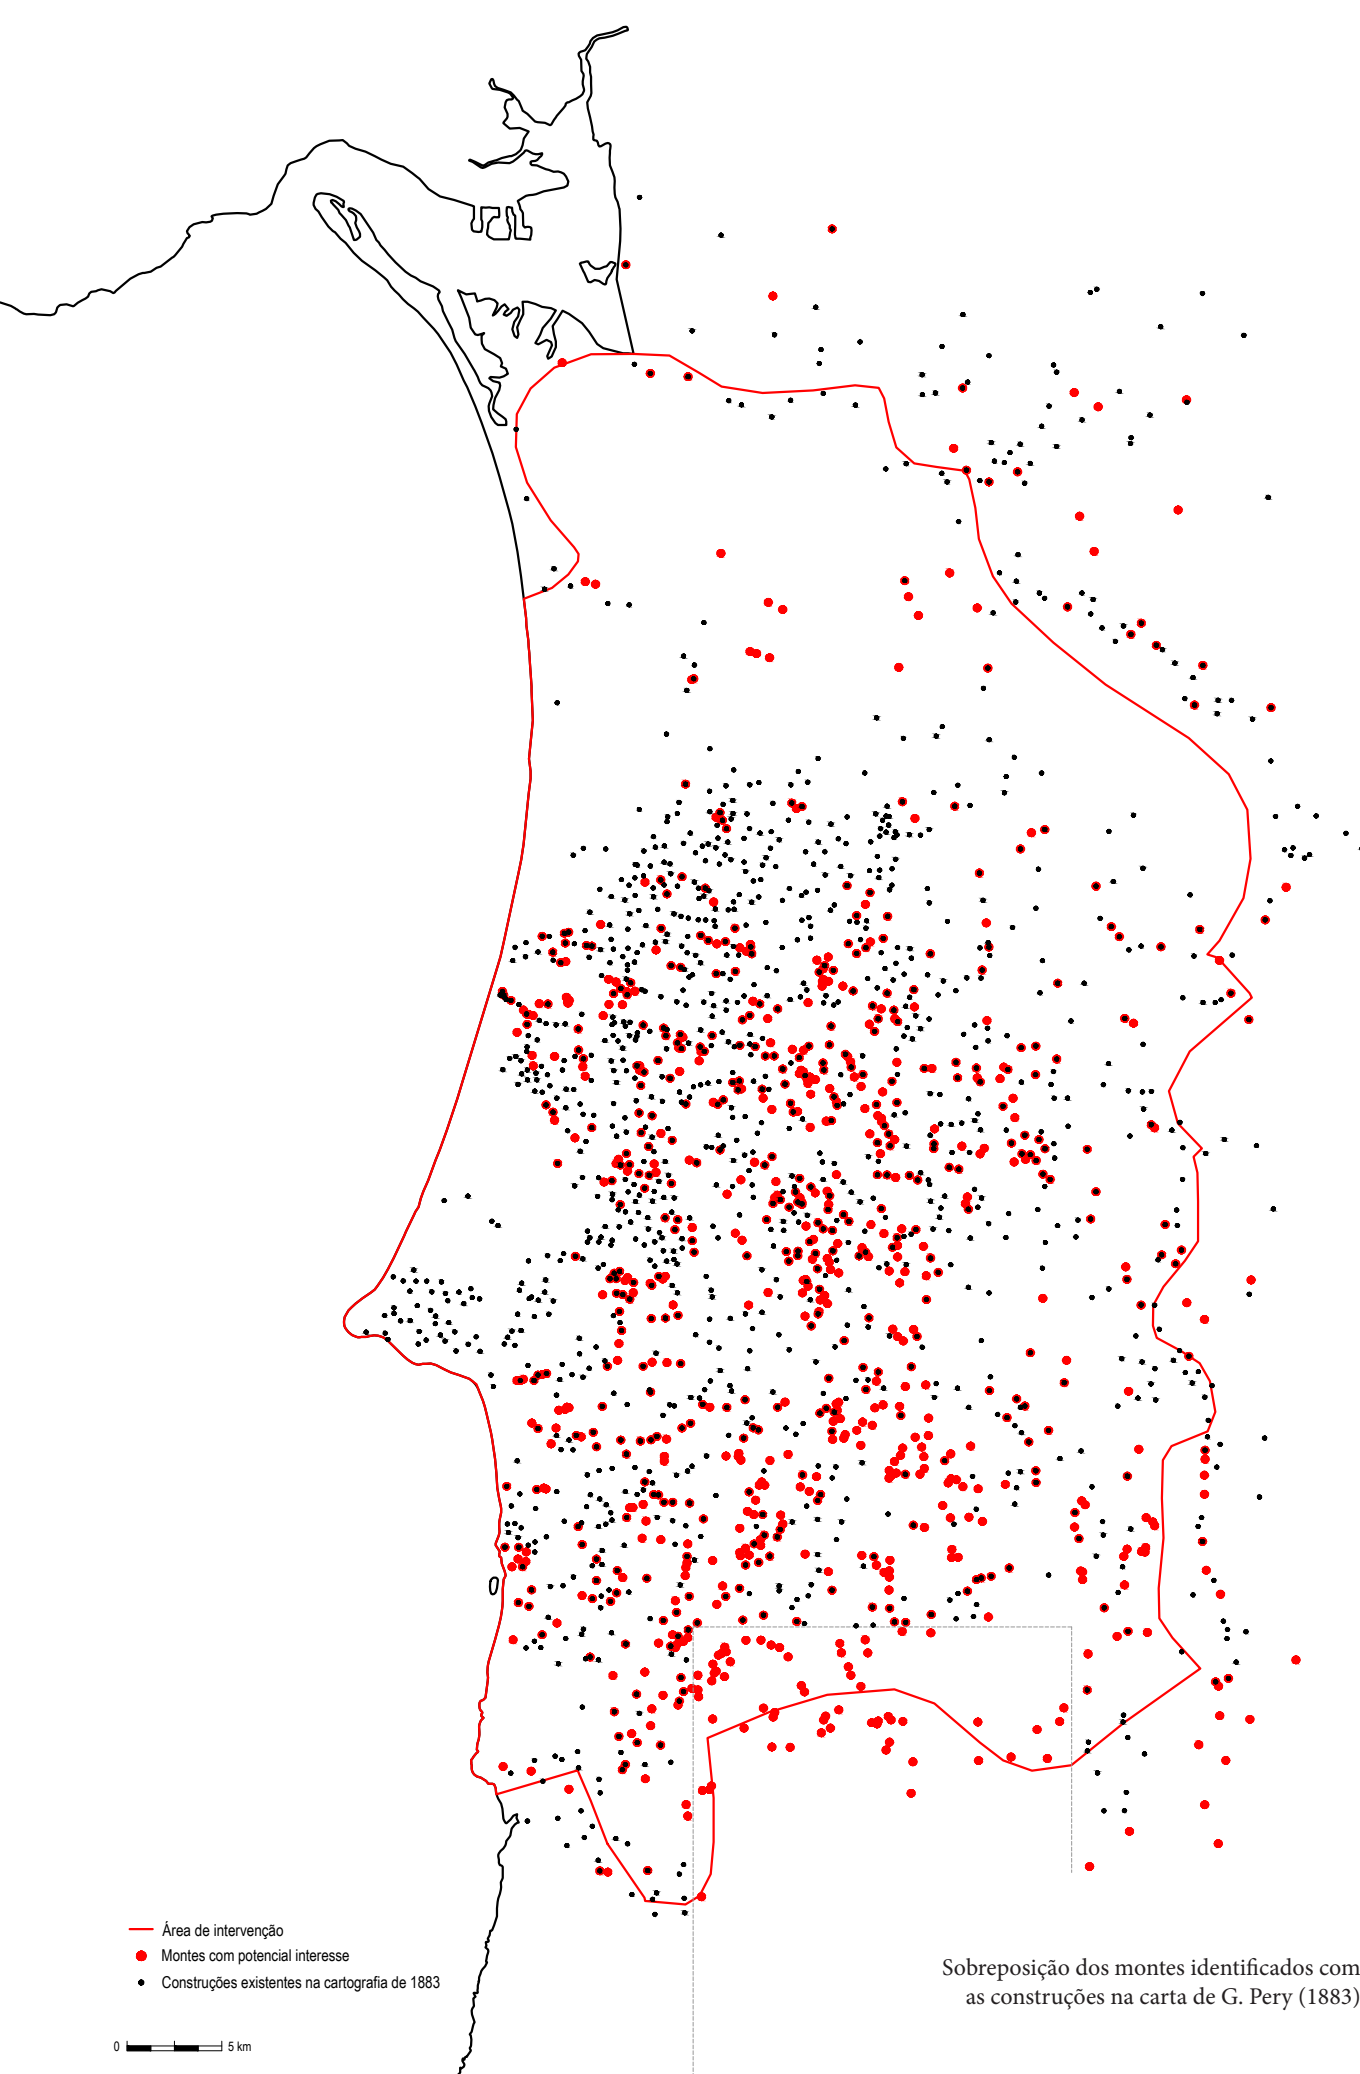 Área de intervenção
Montes com potencial interesse
Construções existentes na cartografia de 1883
0 5 km
Sobreposição dos montes identificados com
as construções na carta de G. Pery (1883)